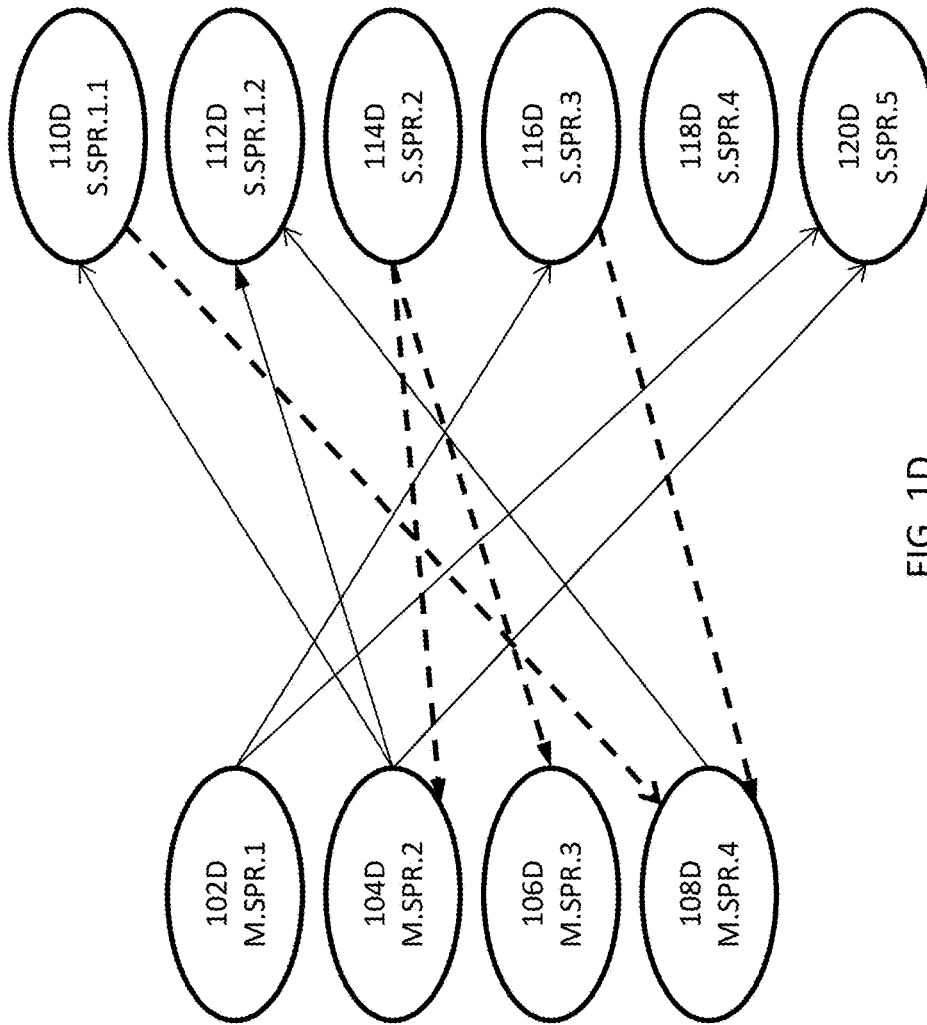 110D
S.SPR.1.1
112D
S.SPR.1.2
114D
S.SPR.2
116D
S.SPR.3
118D
S.SPR.4
120D
S.SPR.5
102D
M.SPR.1
104D
M.SPR.2
106D
M.SPR.3
108D
M.SPR.4
FIG. 1D